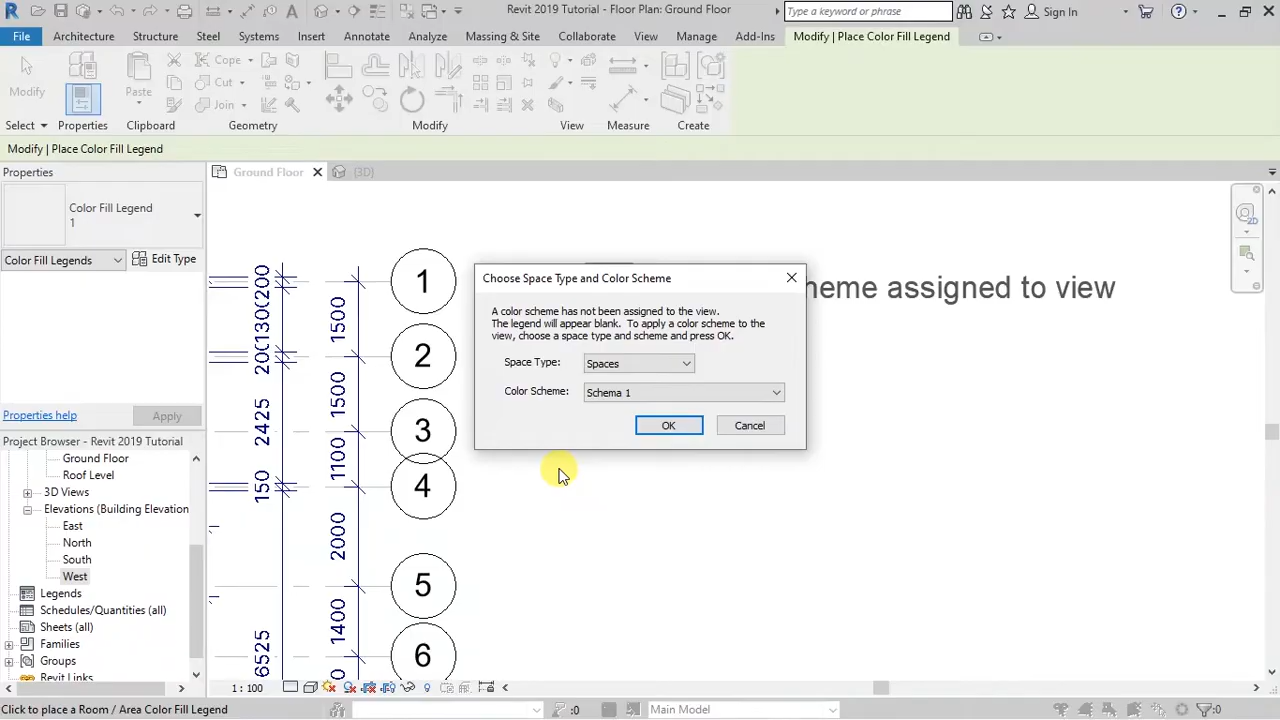 Revit 2019 Tutorial - Floor Plan: Ground Floor
Type a keyword or phrase
Sign In
File
Architecture
Structure
Steel
Systems
Insert
Annotate
Analyze
Massing & Site
Collaborate
View
Manage
Add-Ins
Modify | Place Color Fill Legend
Modify
Paste
Cope
Cut
Join
Select
Properties
Clipboard
Geometry
Modify
View
Measure
Create
Modify | Place Color Fill Legend
Properties
Color Fill Legend
1
Color Fill Legends
Edit Type
Properties help
Apply
Project Browser - Revit 2019 Tutorial
Ground Floor
Roof Level
3D Views
Elevations (Building Elevation
East
North
South
West
Legends
Schedules/Quantities (all)
Sheets (all)
Families
Groups
Revit Links
Ground Floor
{3D}
200
1300
200
2425
150
6525
1500
1500
1100
2000
1400
1
2
3
4
5
6
heme assigned to view
Choose Space Type and Color Scheme
A color scheme has not been assigned to the view.
The legend will appear blank. To apply a color scheme to the
view, choose a space type and scheme and press OK.
Space Type: Spaces
Color Scheme: Schema 1
OK
Cancel
2D
1 : 100
Click to place a Room / Area Color Fill Legend
:0
Main Model
:0